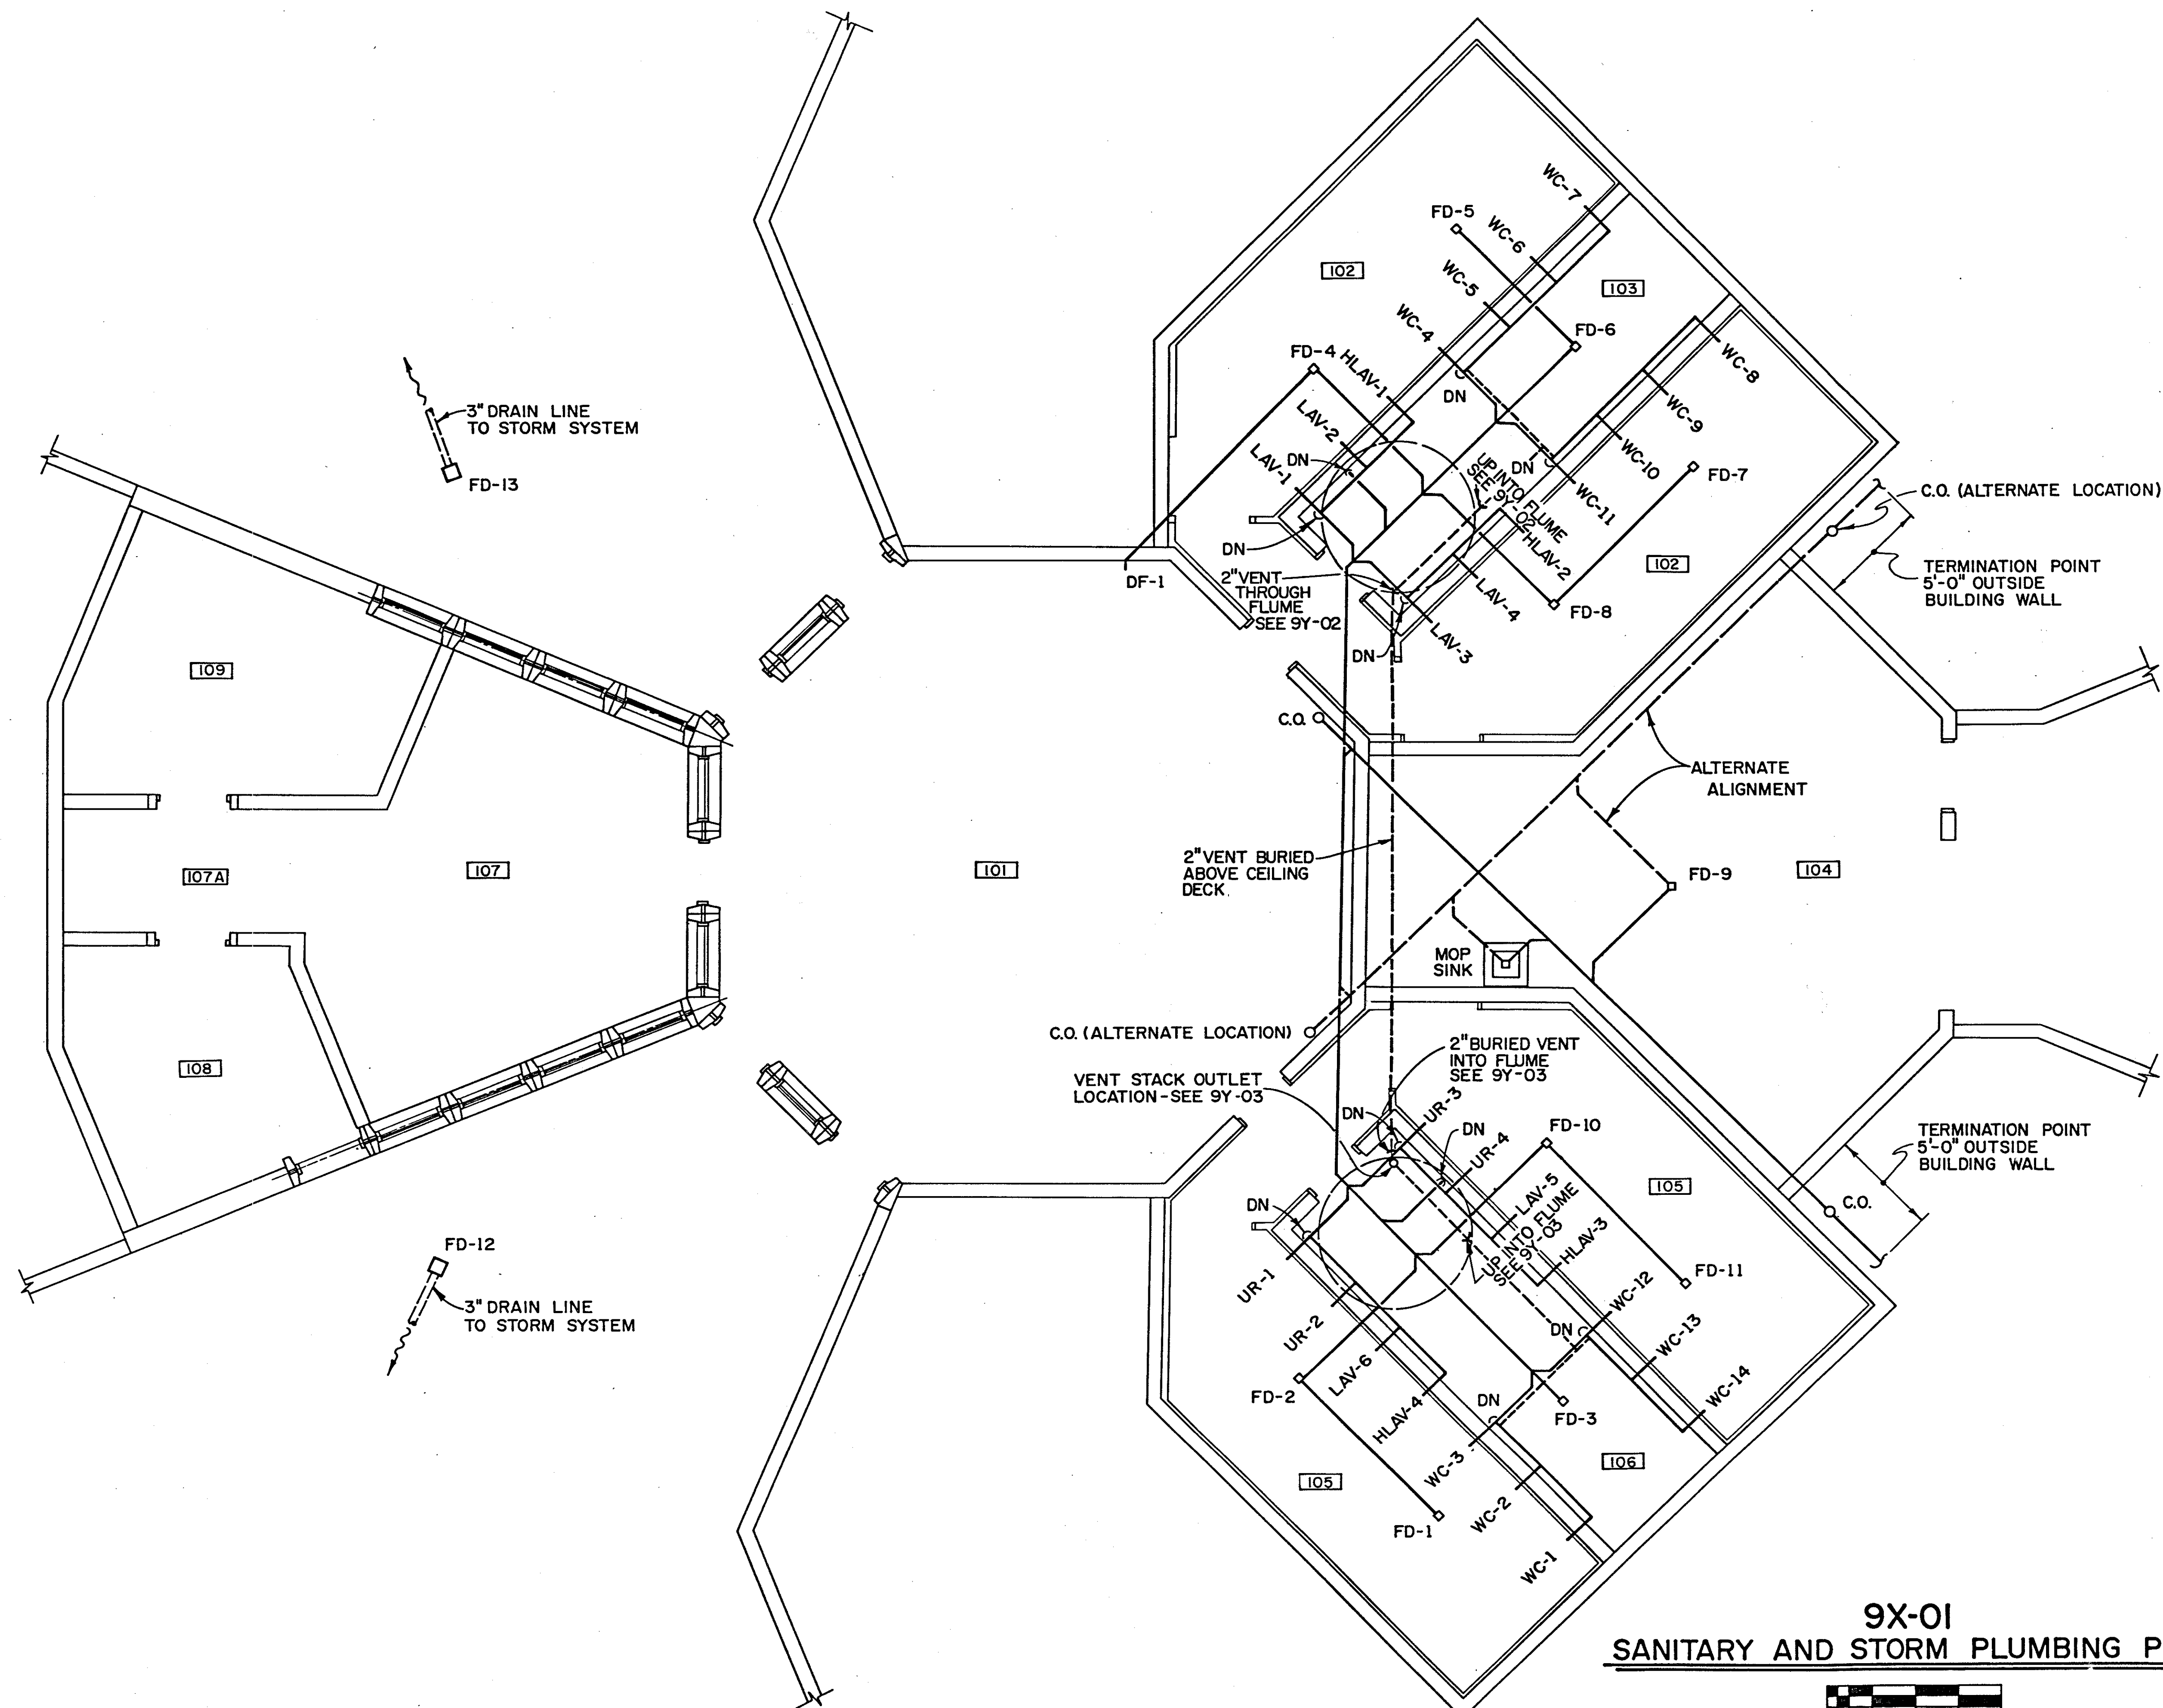 WC-7
FD-5
WC-6
102
WC-5
103
WC-4
FD-6
FD-4
HLAV-1
DN
WC-8
3" DRAIN LINE
TO STORM SYSTEM
LAV-2
WC-9
FD-13
LAV-1
DN
UP INTO FLUME
SEE 9Y-02
DN
WC-10
FD-7
WC-11
C.O. (ALTERNATE LOCATION)
DN
HLAV-2
102
DF-1
2" VENT
THROUGH
FLUME
SEE 9Y-02
LAV-4
FD-8
TERMINATION POINT
5'-0" OUTSIDE
BUILDING WALL
LAV-3
DN
109
C.O.
ALTERNATE
ALIGNMENT
107A
107
101
2" VENT BURIED
ABOVE CEILING
DECK.
FD-9
104
MOP
SINK
C.O. (ALTERNATE LOCATION)
108
2" BURIED VENT
INTO FLUME
SEE 9Y-03
VENT STACK OUTLET
LOCATION-SEE 9Y-03
DN
UR-3
DN
FD-10
UR-4
TERMINATION POINT
5'-0" OUTSIDE
BUILDING WALL
LAV-5
105
DN
C.O.
UP INTO FLUME
SEE 9Y-03
HLAV-3
FD-12
UR-1
FD-11
3" DRAIN LINE
TO STORM SYSTEM
WC-12
UR-2
DN
WC-13
LAV-6
FD-2
DN
FD-3
WC-14
HLAV-4
WC-3
105
106
WC-2
FD-1
WC-1
9X-01
SANITARY AND STORM PLUMBING P